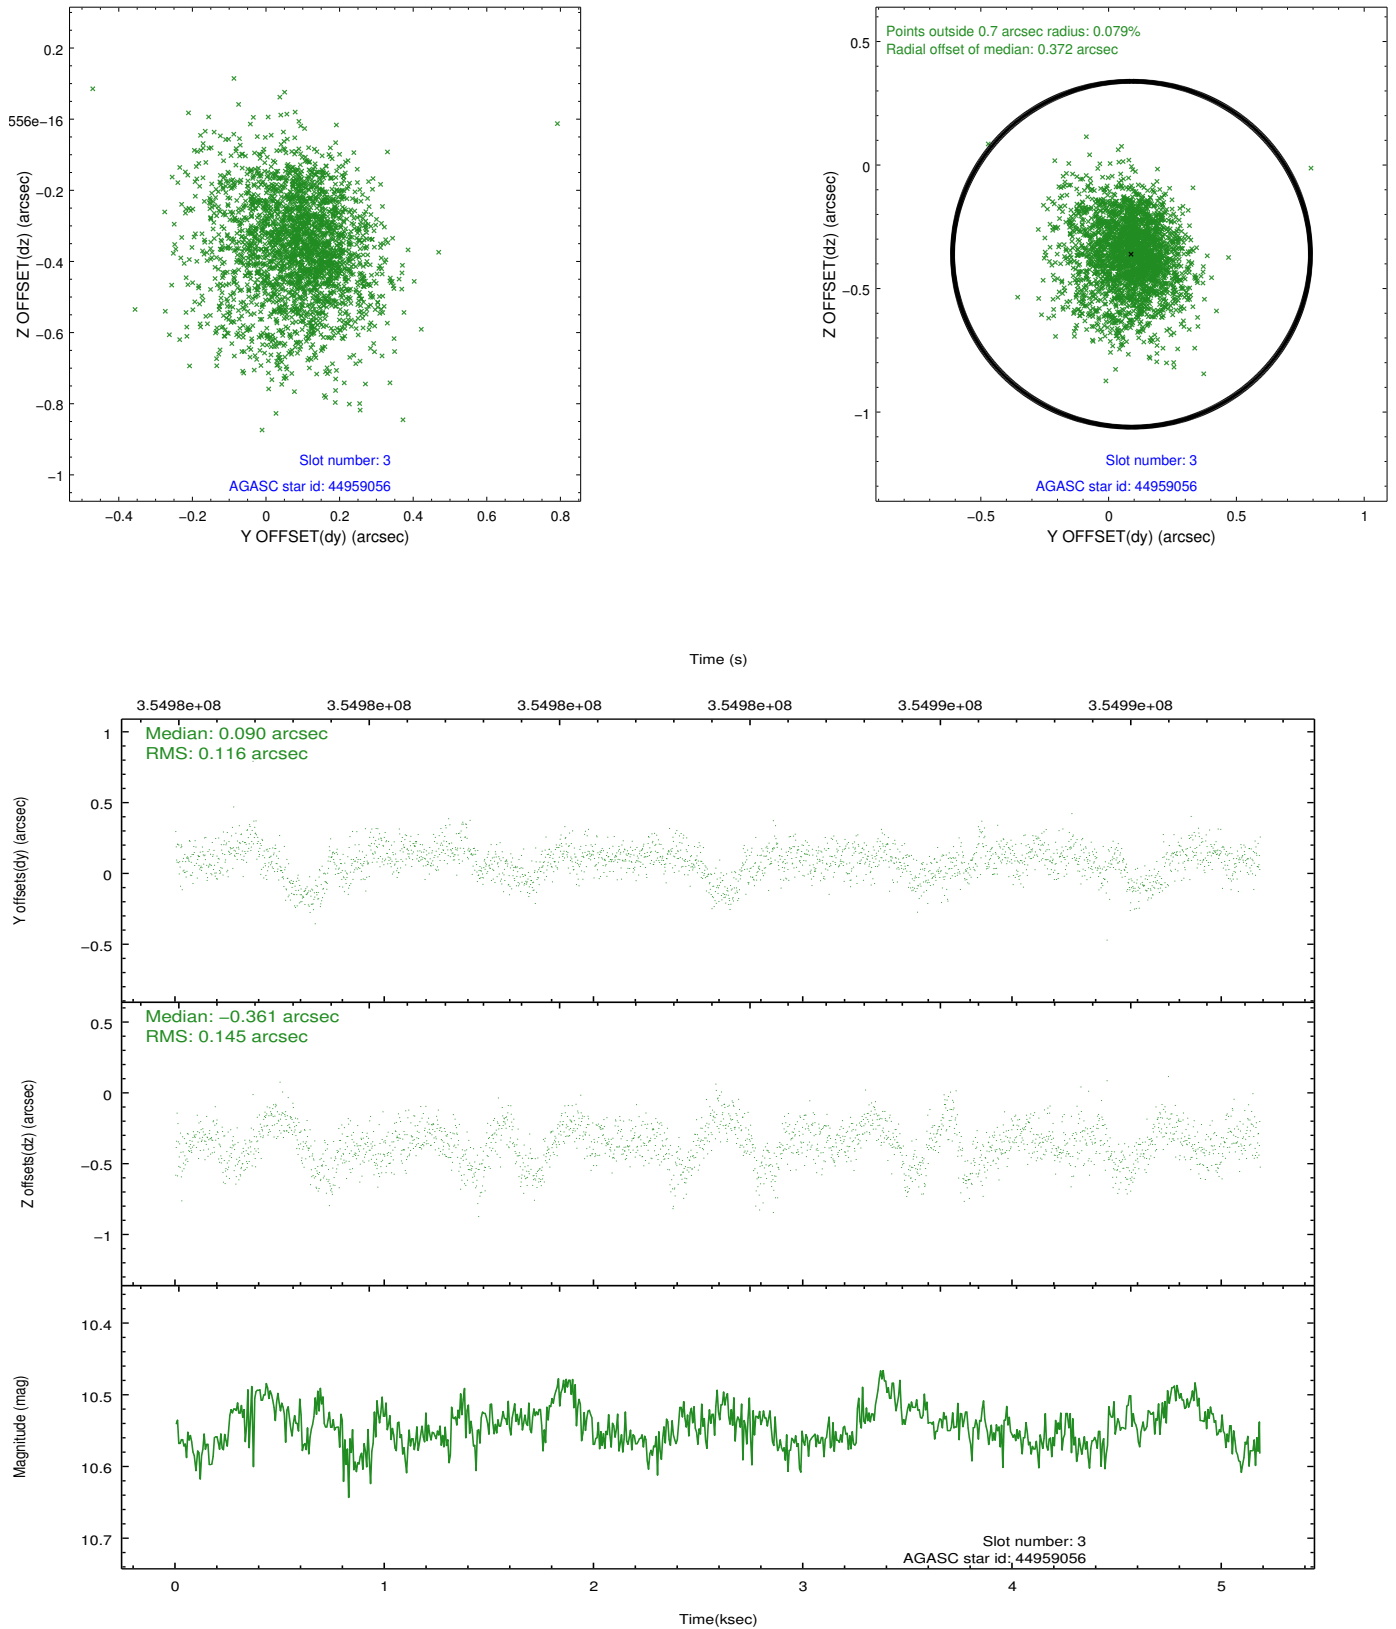 0.2
556e−16
−0.2
−0.4
−0.6
−0.8
−1
Z OFFSET(dz) (arcsec)
Slot number: 3
AGASC star id: 44959056
−0.4 −0.2 0 0.2 0.4 0.6 0.8
Y OFFSET(dy) (arcsec)
Points outside 0.7 arcsec radius: 0.079%
Radial offset of median: 0.372 arcsec
0.5
0
−0.5
−1
Z OFFSET(dz) (arcsec)
Slot number: 3
AGASC star id: 44959056
−0.5 0 0.5 1
Y OFFSET(dy) (arcsec)
Time (s)
3.5498e+08 3.5498e+08 3.5498e+08 3.5498e+08 3.5499e+08 3.5499e+08
Median: 0.090 arcsec
RMS: 0.116 arcsec
1
0.5
0
−0.5
Y offsets(dy) (arcsec)
Median: −0.361 arcsec
RMS: 0.145 arcsec
0.5
0
−0.5
−1
Z offsets(dz) (arcsec)
10.4
10.5
10.6
10.7
Magnitude (mag)
Slot number: 3
AGASC star id: 44959056
0 1 2 3 4 5
Time(ksec)